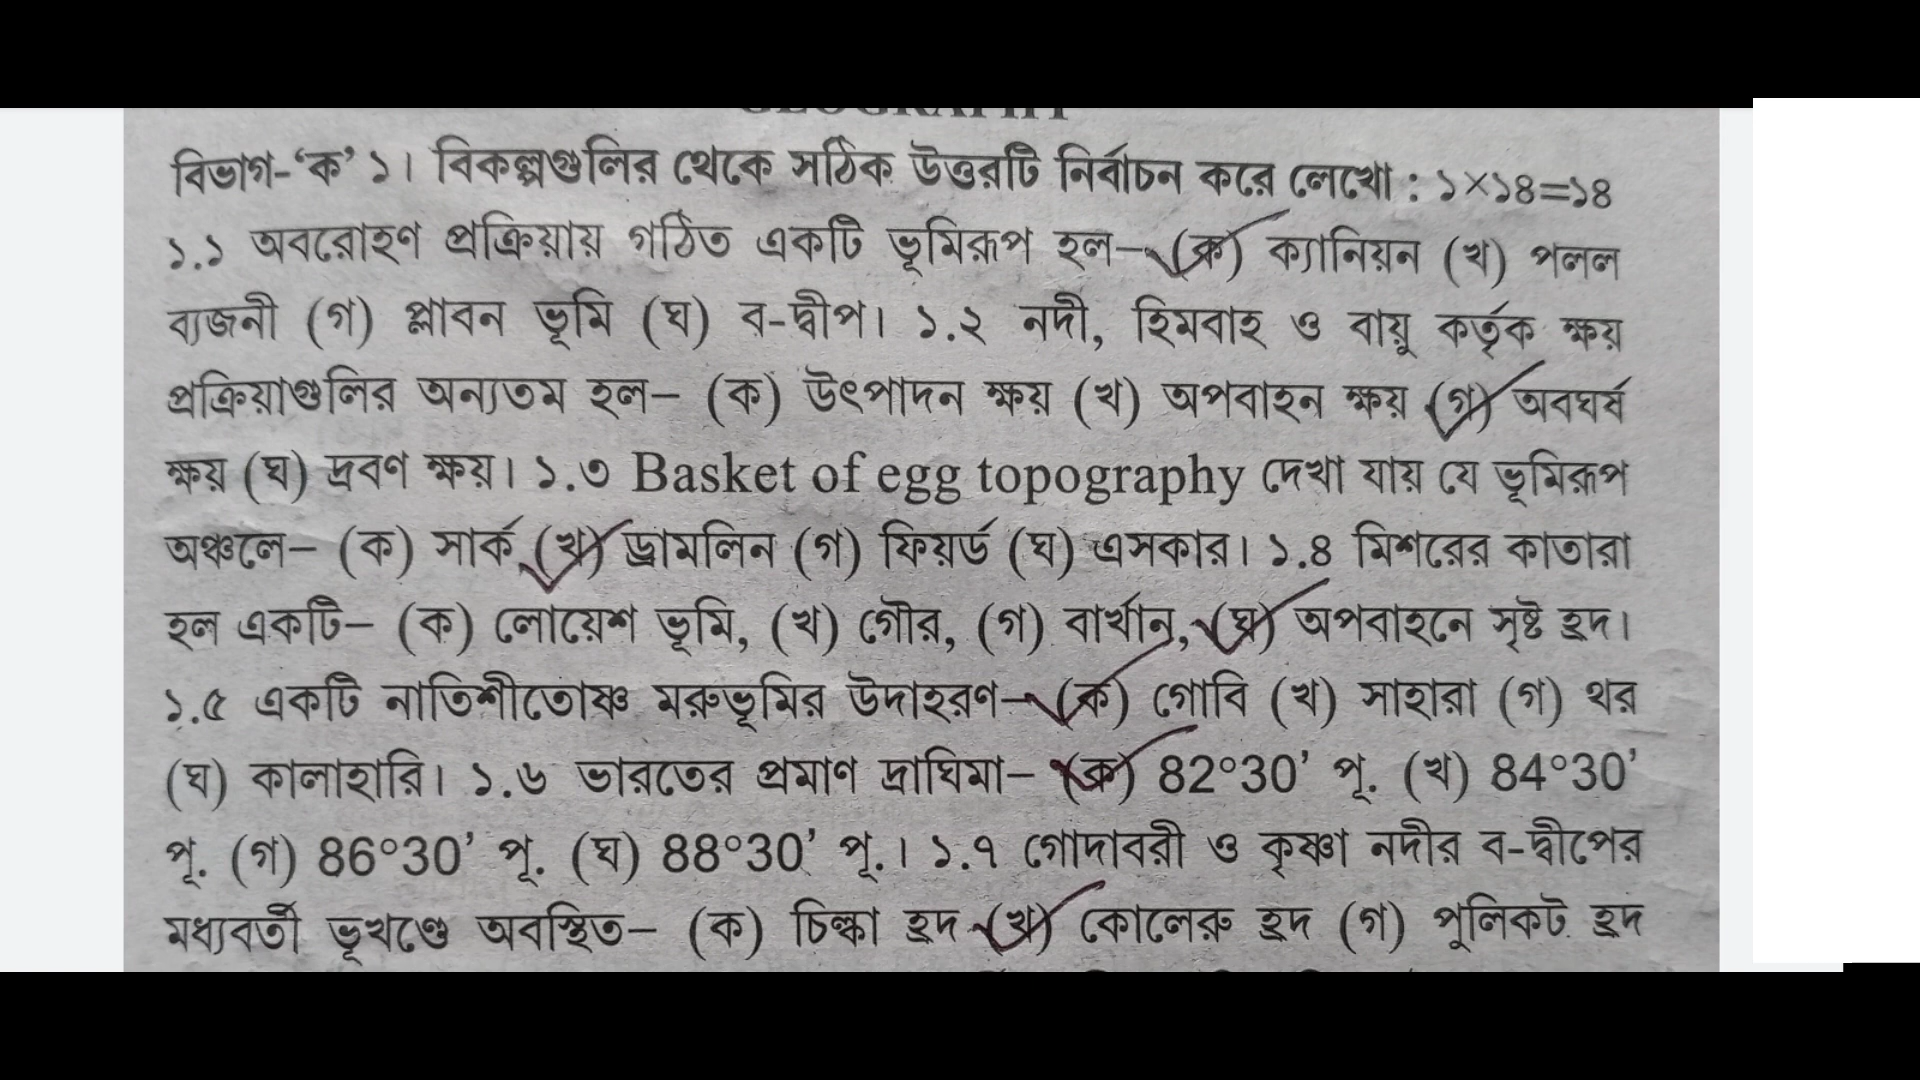 বিভাগ-‘ক’ ১। বিকল্পগুলির থেকে সঠিক উত্তরটি নির্বাচন করে লেখো : ১×১৪=১৪
১.১ অবরোহণ প্রক্রিয়ায় গঠিত একটি ভূমিরূপ হল– (ক) ক্যানিয়ন (খ) পলল
ব্যজনী (গ) প্লাবন ভূমি (ঘ) ব-দ্বীপ। ১.২ নদী, হিমবাহ ও বায়ু কর্তৃক ক্ষয়
প্রক্রিয়াগুলির অন্যতম হল– (ক) উৎপাদন ক্ষয় (খ) অপবাহন ক্ষয় (গ) অবঘর্ষ
ক্ষয় (ঘ) দ্রবণ ক্ষয়। ১.৩ Basket of egg topography দেখা যায় যে ভূমিরূপ
অঞ্চলে– (ক) সার্ক (খ) ড্রামলিন (গ) ফিয়র্ড (ঘ) এসকার। ১.৪ মিশরের কাতারা
হল একটি– (ক) লোয়েশ ভূমি, (খ) গৌর, (গ) বার্খান, (ঘ) অপবাহনে সৃষ্ট হ্রদ।
১.৫ একটি নাতিশীতোষ্ণ মরুভূমির উদাহরণ– (ক) গোবি (খ) সাহারা (গ) থর
(ঘ) কালাহারি। ১.৬ ভারতের প্রমাণ দ্রাঘিমা– (ক) 82°30’ পূ. (খ) 84°30’
পূ. (গ) 86°30’ পূ. (ঘ) 88°30’ পূ.। ১.৭ গোদাবরী ও কৃষ্ণা নদীর ব-দ্বীপের
মধ্যবর্তী ভূখণ্ডে অবস্থিত– (ক) চিল্কা হ্রদ (খ) কোলেরু হ্রদ (গ) পুলিকট হ্রদ